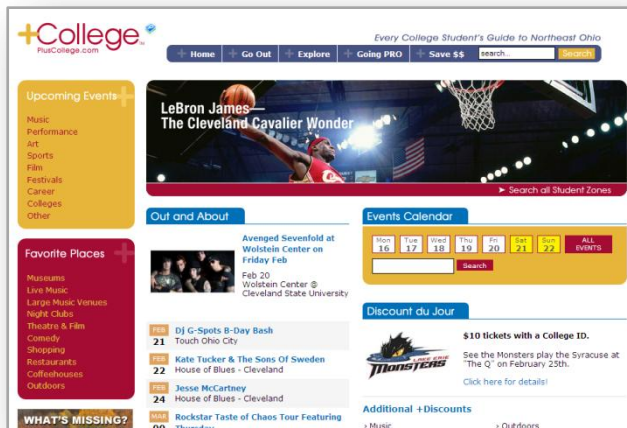 +College
PlusCollege.com
Every College Student's Guide to Northeast Ohio
Home
Go Out
Explore
Going PRO
Save $$
search...
Search
Upcoming Events
Music
Performance
Art
Sports
Film
Festivals
Career
Colleges
Other
LeBron James—
The Cleveland Cavalier Wonder
► Search all Student Zones
Favorite Places
Museums
Live Music
Large Music Venues
Night Clubs
Theatre & Film
Comedy
Shopping
Restaurants
Coffeehouses
Outdoors
WHAT'S MISSING?
Out and About
Avenged Sevenfold at
Wolstein Center on
Friday Feb
Feb 20
Wolstein Center @
Cleveland State University
FEB 21 Dj G-Spots B-Day Bash
Touch Ohio City
FEB 22 Kate Tucker & The Sons Of Sweden
House of Blues - Cleveland
FEB 24 Jesse McCartney
House of Blues - Cleveland
MAR Rockstar Taste of Chaos Tour Featuring
Events Calendar
Mon Tue Wed Thu Fri Sat Sun
16 17 18 19 20 21 22
ALL EVENTS
Search
Discount du Jour
LAKE ERIE
MONSTERS
$10 tickets with a College ID.
See the Monsters play the Syracuse at
"The Q" on February 25th.
Click here for details!
Additional +Discounts
› Music
› Outdoors